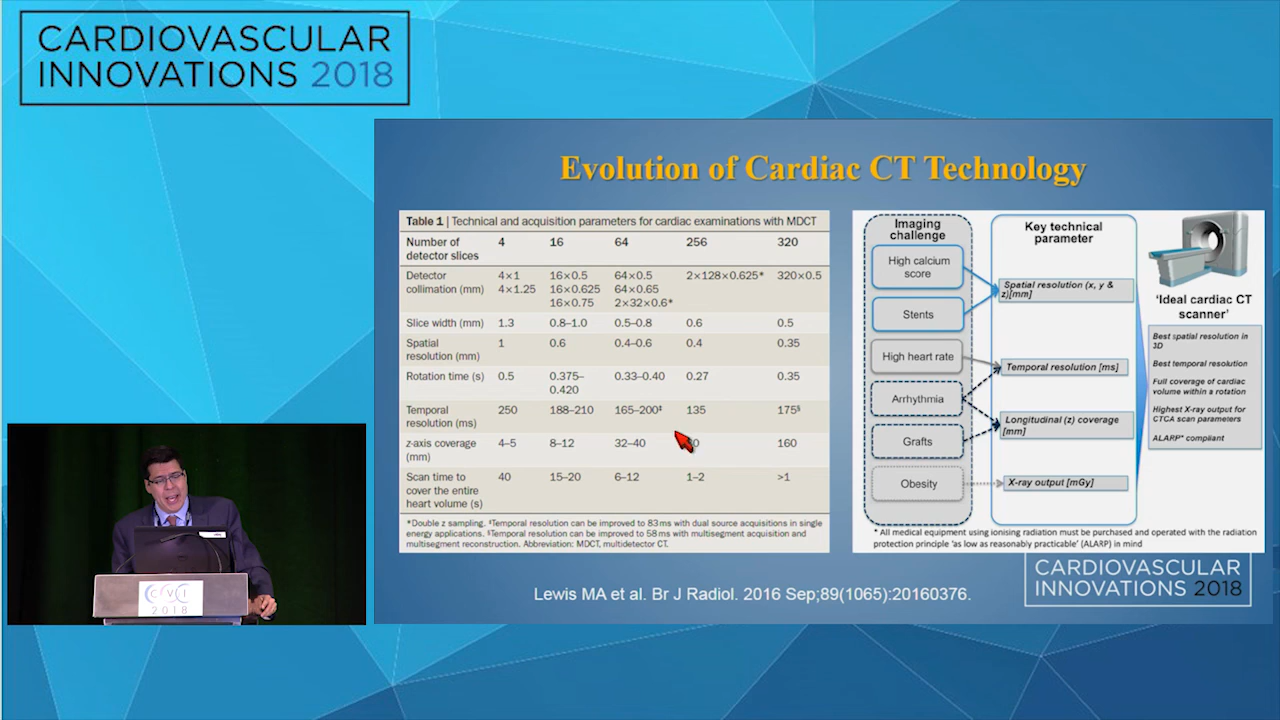 CARDIOVASCULAR
INNOVATIONS 2018
Evolution of Cardiac CT Technology
Table 1 | Technical and acquisition parameters for cardiac examinations with MDCT
Number of 4 16 64 256 320
detector slices
Detector 4×1 16×0.5 64×0.5 2×128×0.625* 320×0.5
collimation (mm) 4×1.25 16×0.625 64×0.65
16×0.75 2×32×0.6*
Slice width (mm) 1.3 0.8–1.0 0.5–0.8 0.6 0.5
Spatial 1 0.6 0.4–0.6 0.4 0.35
resolution (mm)
Rotation time (s) 0.5 0.375– 0.33–0.40 0.27 0.35
0.420
Temporal 250 188–210 165–200‡ 135 175§
resolution (ms)
z-axis coverage 4–5 8–12 32–40 160
(mm)
Scan time to 40 15–20 6–12 1–2 >1
cover the entire
heart volume (s)
*Double z sampling. ‡Temporal resolution can be improved to 83 ms with dual source acquisitions in single
energy applications. §Temporal resolution can be improved to 58 ms with multisegment acquisition and
multisegment reconstruction. Abbreviation: MDCT, multidetector CT.
Imaging
challenge
High calcium
score
Stents
High heart rate
Arrhythmia
Grafts
Obesity
Key technical
parameter
Spatial resolution (x, y &
z)[mm]
Temporal resolution [ms]
Longitudinal (z) coverage
[mm]
X-ray output [mGy]
‘Ideal cardiac CT
scanner’
Best spatial resolution in
3D
Best temporal resolution
Full coverage of cardiac
volume within a rotation
Highest X-ray output for
CTCA scan parameters
ALARP* compliant
* All medical equipment using ionising radiation must be purchased and operated with the radiation
protection principle ‘as low as reasonably practicable’ (ALARP) in mind
Lewis MA et al. Br J Radiol. 2016 Sep;89(1065):20160376.
CARDIOVASCULAR
INNOVATIONS 2018
CVI
2018